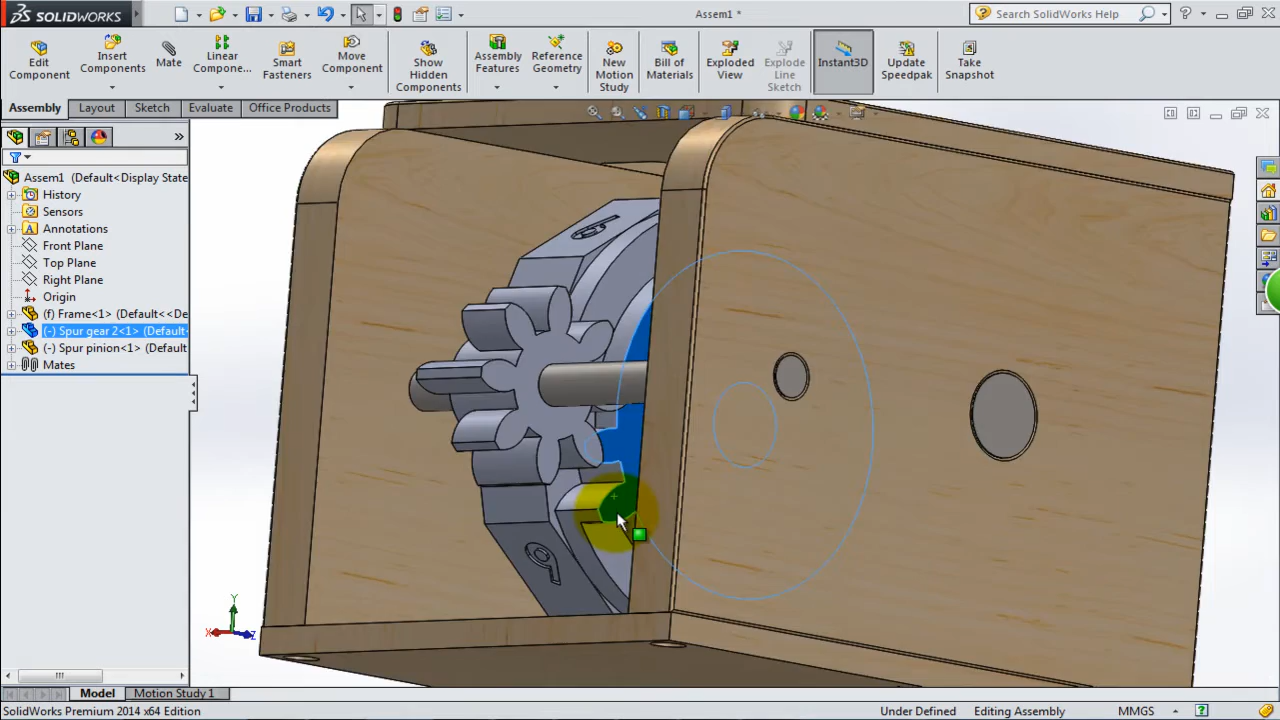 SOLIDWORKS
Assem1 *
Search SolidWorks Help
Edit Component
Insert Components
Mate
Linear Compone...
Smart Fasteners
Move Component
Show Hidden Components
Assembly Features
Reference Geometry
New Motion Study
Bill of Materials
Exploded View
Explode Line Sketch
Instant3D
Update Speedpak
Take Snapshot
Assembly
Layout
Sketch
Evaluate
Office Products
Assem1 (Default<Display State
History
Sensors
A Annotations
Front Plane
Top Plane
Right Plane
Origin
(f) Frame<1> (Default<<De
(-) Spur gear 2<1> (Default
(-) Spur pinion<1> (Default
Mates
9
9
Y
X
Z
Model
Motion Study 1
SolidWorks Premium 2014 x64 Edition
Under Defined
Editing Assembly
MMGS